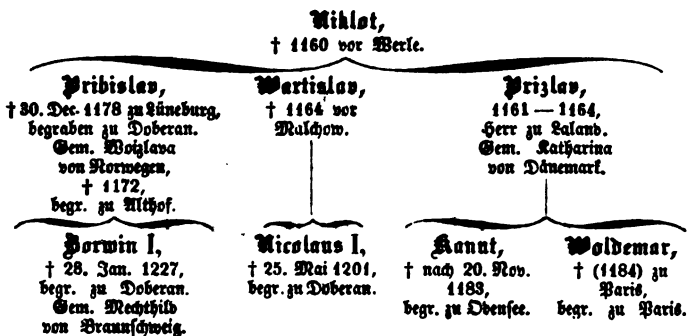 Niklot,
† 1160 vor Werle.
Pribislav,
† 30. Dec. 1178 zu Lüneburg,
begraben zu Doberan.
Gem. Woizlava
von Norwegen,
† 1172,
begr. zu Althof.
Wartislav,
† 1164 vor
Malchow.
Prizlav,
1161 — 1164,
Herr zu Laland.
Gem. Katharina
von Dänemark.
Borwin I,
† 28. Jan. 1227,
begr. zu Doberan.
Gem. Mechthild
von Braunschweig.
Nicolaus I,
† 25. Mai 1201,
begr. zu Doberan.
Kanut,
† nach 20. Nov.
1183,
begr. zu Odensee.
Woldemar,
† (1184) zu
Paris,
begr. zu Paris.